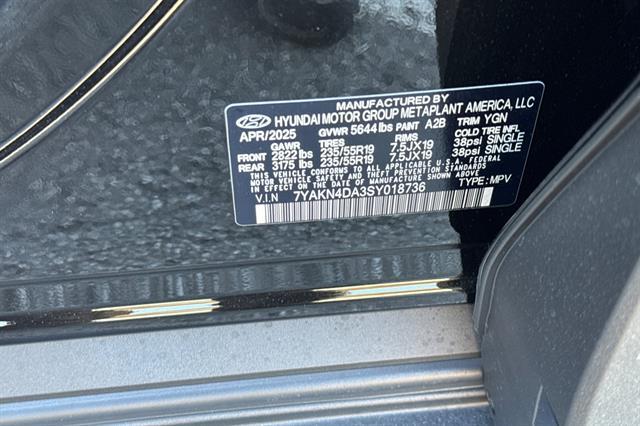 MANUFACTURED BY
HYUNDAI MOTOR GROUP METAPLANT AMERICA, LLC
APR/2025 GVWR 5644 lbs PAINT A2B TRIM YGN
GAWR TIRES RIMS COLD TIRE INFL.
FRONT 2822 lbs 235/55R19 7.5JX19 38psi SINGLE
REAR 3175 lbs 235/55R19 7.5JX19 38psi SINGLE
THIS VEHICLE CONFORMS TO ALL APPLICABLE U.S.A. FEDERAL
MOTOR VEHICLE SAFETY AND THEFT PREVENTION STANDARDS
IN EFFECT ON THE DATE OF MANUFACTURE SHOWN ABOVE.
V.I.N 7YAKN4DA3SY018736 TYPE: MPV